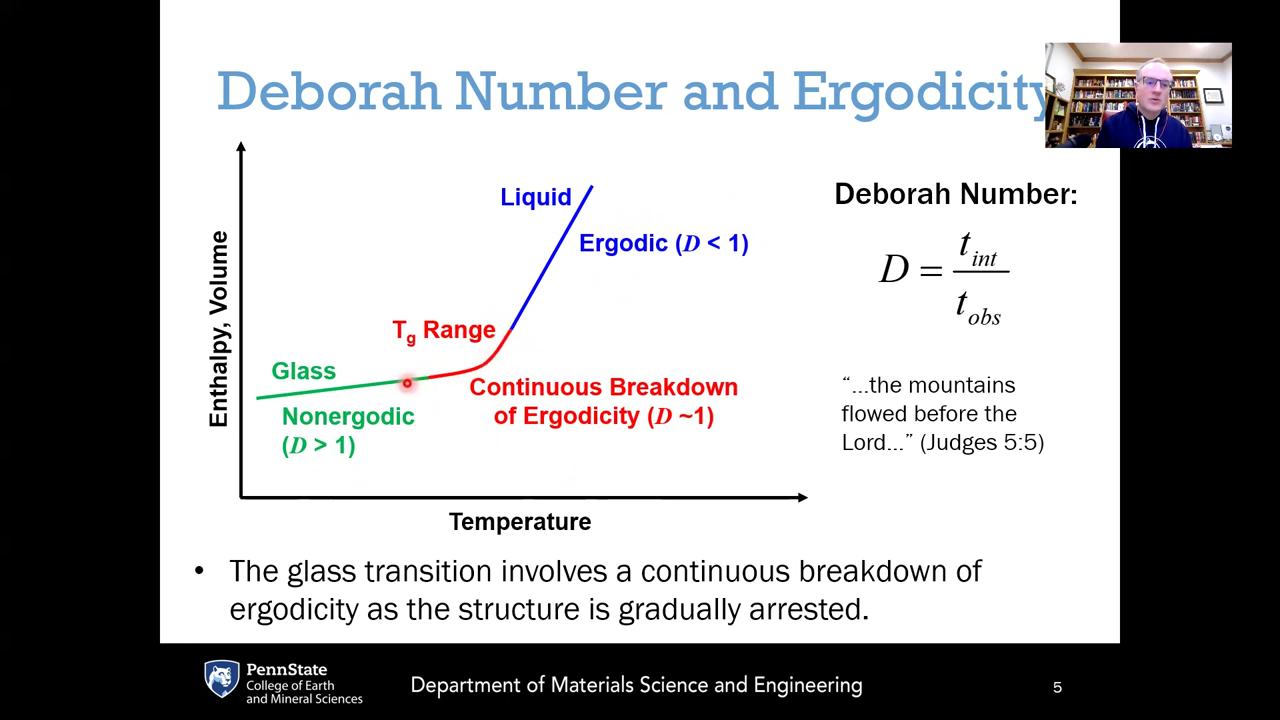 Deborah Number and Ergodicity
Enthalpy, Volume
Liquid
Ergodic (D < 1)
Tg Range
Glass
Nonergodic
(D > 1)
Continuous Breakdown
of Ergodicity (D ~1)
Temperature
Deborah Number:
D = t_int / t_obs
“...the mountains
flowed before the
Lord...” (Judges 5:5)
• The glass transition involves a continuous breakdown of
ergodicity as the structure is gradually arrested.
PennState
College of Earth
and Mineral Sciences
Department of Materials Science and Engineering
5